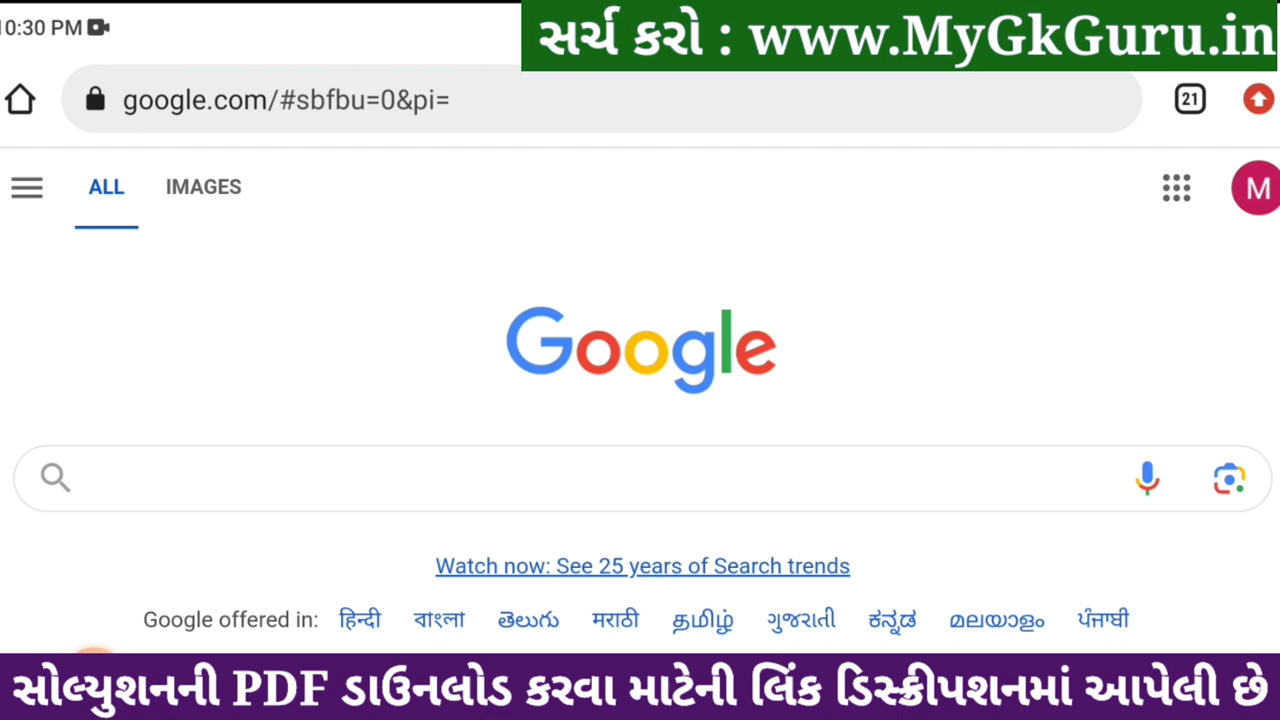 10:30 PM
સર્ચ કરો : www.MyGkGuru.in
google.com/#sbfbu=0&pi=
21
ALL IMAGES
M
Google
Watch now: See 25 years of Search trends
Google offered in: हिन्दी বাংলা తెలుగు मराठी தமிழ் ગુજરાતી ಕನ್ನಡ മലയാളം ਪੰਜਾਬੀ
સોલ્યુશનની PDF ડાઉનલોડ કરવા માટેની લિંક ડિસ્ક્રીપશનમાં આપેલી છે